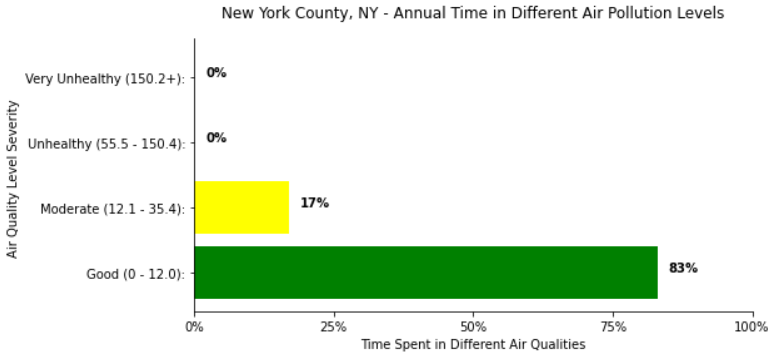 New York County, NY - Annual Time in Different Air Pollution Levels
Air Quality Level Severity
Very Unhealthy (150.2+):
0%
Unhealthy (55.5 - 150.4):
0%
Moderate (12.1 - 35.4):
17%
Good (0 - 12.0):
83%
0% 25% 50% 75% 100%
Time Spent in Different Air Qualities